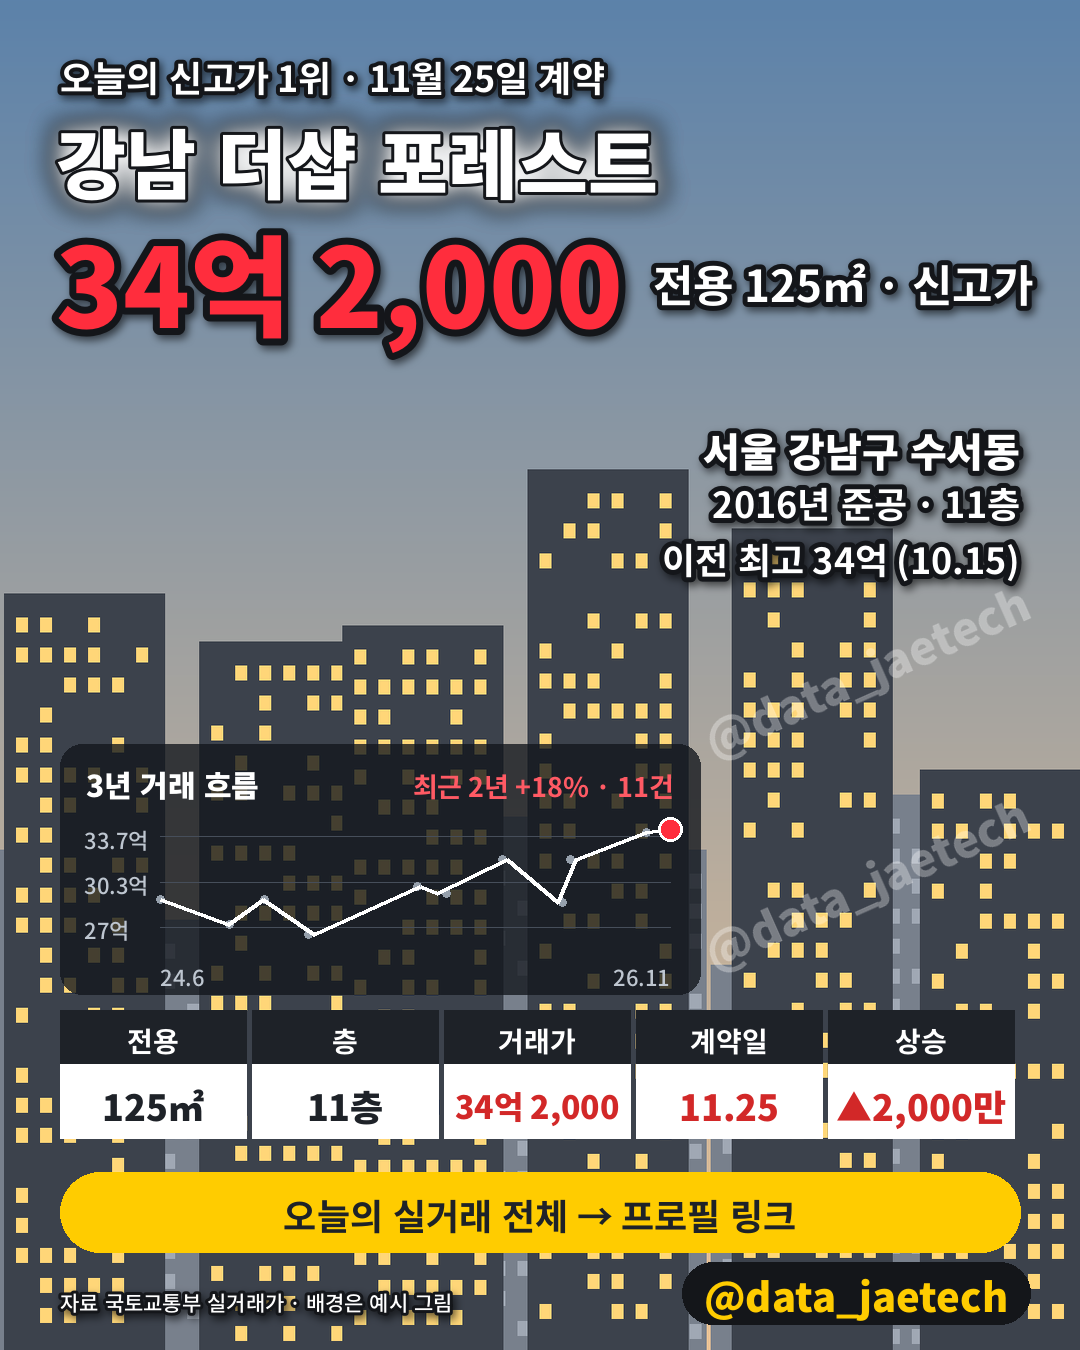 오늘의 신고가 1위 · 11월 25일 계약
강남 더샵 포레스트
34억 2,000 전용 125㎡ · 신고가
서울 강남구 수서동
2016년 준공 · 11층
이전 최고 34억 (10.15)
@data_jaetech
@data_jaetech
3년 거래 흐름 최근 2년 +18% · 11건
33.7억
30.3억
27억
24.6 26.11
전용 층 거래가 계약일 상승
125㎡ 11층 34억 2,000 11.25 ▲2,000만
오늘의 실거래 전체 → 프로필 링크
자료 국토교통부 실거래가 · 배경은 예시 그림
@data_jaetech